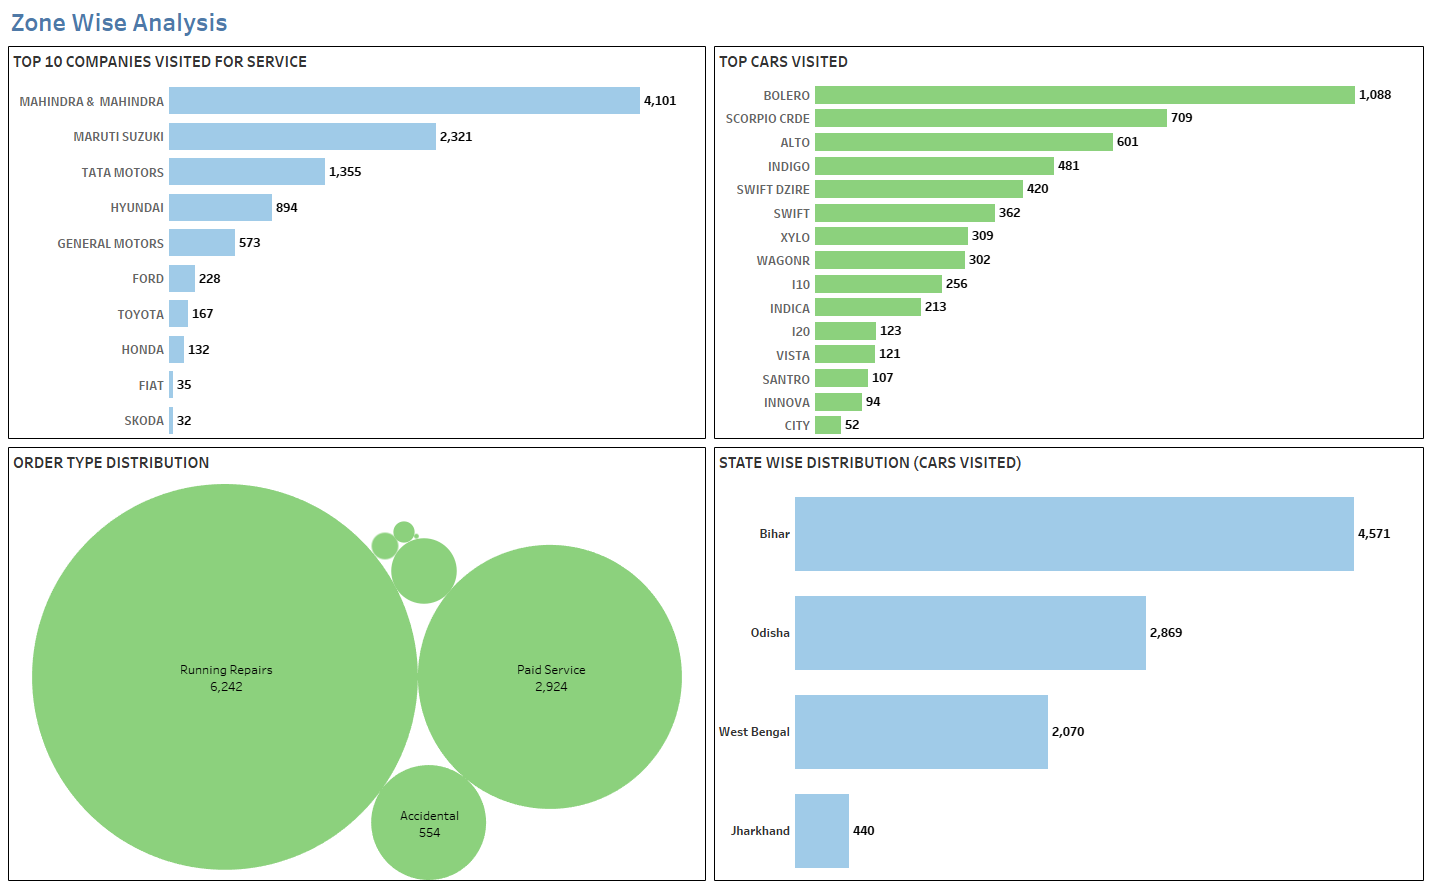 Zone Wise Analysis
TOP 10 COMPANIES VISITED FOR SERVICE
MAHINDRA & MAHINDRA 4,101
MARUTI SUZUKI 2,321
TATA MOTORS 1,355
HYUNDAI 894
GENERAL MOTORS 573
FORD 228
TOYOTA 167
HONDA 132
FIAT 35
SKODA 32
TOP CARS VISITED
BOLERO 1,088
SCORPIO CRDE 709
ALTO 601
INDIGO 481
SWIFT DZIRE 420
SWIFT 362
XYLO 309
WAGONR 302
I10 256
INDICA 213
I20 123
VISTA 121
SANTRO 107
INNOVA 94
CITY 52
ORDER TYPE DISTRIBUTION
Running Repairs
6,242
Paid Service
2,924
Accidental
554
STATE WISE DISTRIBUTION (CARS VISITED)
Bihar 4,571
Odisha 2,869
West Bengal 2,070
Jharkhand 440